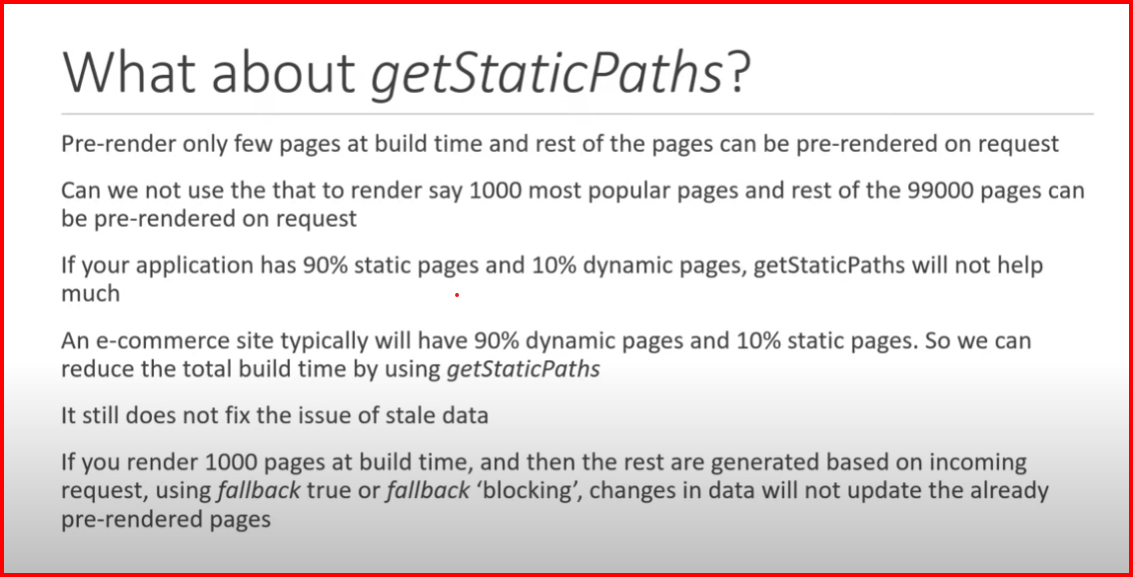 What about getStaticPaths?
Pre-render only few pages at build time and rest of the pages can be pre-rendered on request
Can we not use the that to render say 1000 most popular pages and rest of the 99000 pages can
be pre-rendered on request
If your application has 90% static pages and 10% dynamic pages, getStaticPaths will not help
much
An e-commerce site typically will have 90% dynamic pages and 10% static pages. So we can
reduce the total build time by using getStaticPaths
It still does not fix the issue of stale data
If you render 1000 pages at build time, and then the rest are generated based on incoming
request, using fallback true or fallback ‘blocking’, changes in data will not update the already
pre-rendered pages